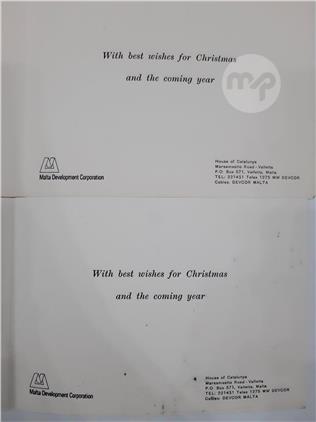 With best wishes for Christmas
and the coming year
mp
Malta Development Corporation
House of Catalunya
Marsamxetto Road - Valletta
P.O. Box 571, Valletta, Malta
TEL: 221431 Telex 1275 MW DEVCOR
Cables: DEVCOR MALTA
With best wishes for Christmas
and the coming year
Malta Development Corporation
House of Catalunya
Marsamxetto Road - Valletta
P.O. Box 571, Valletta, Malta
TEL: 221431 Telex 1275 MW DEVCOR
Cables: DEVCOR MALTA